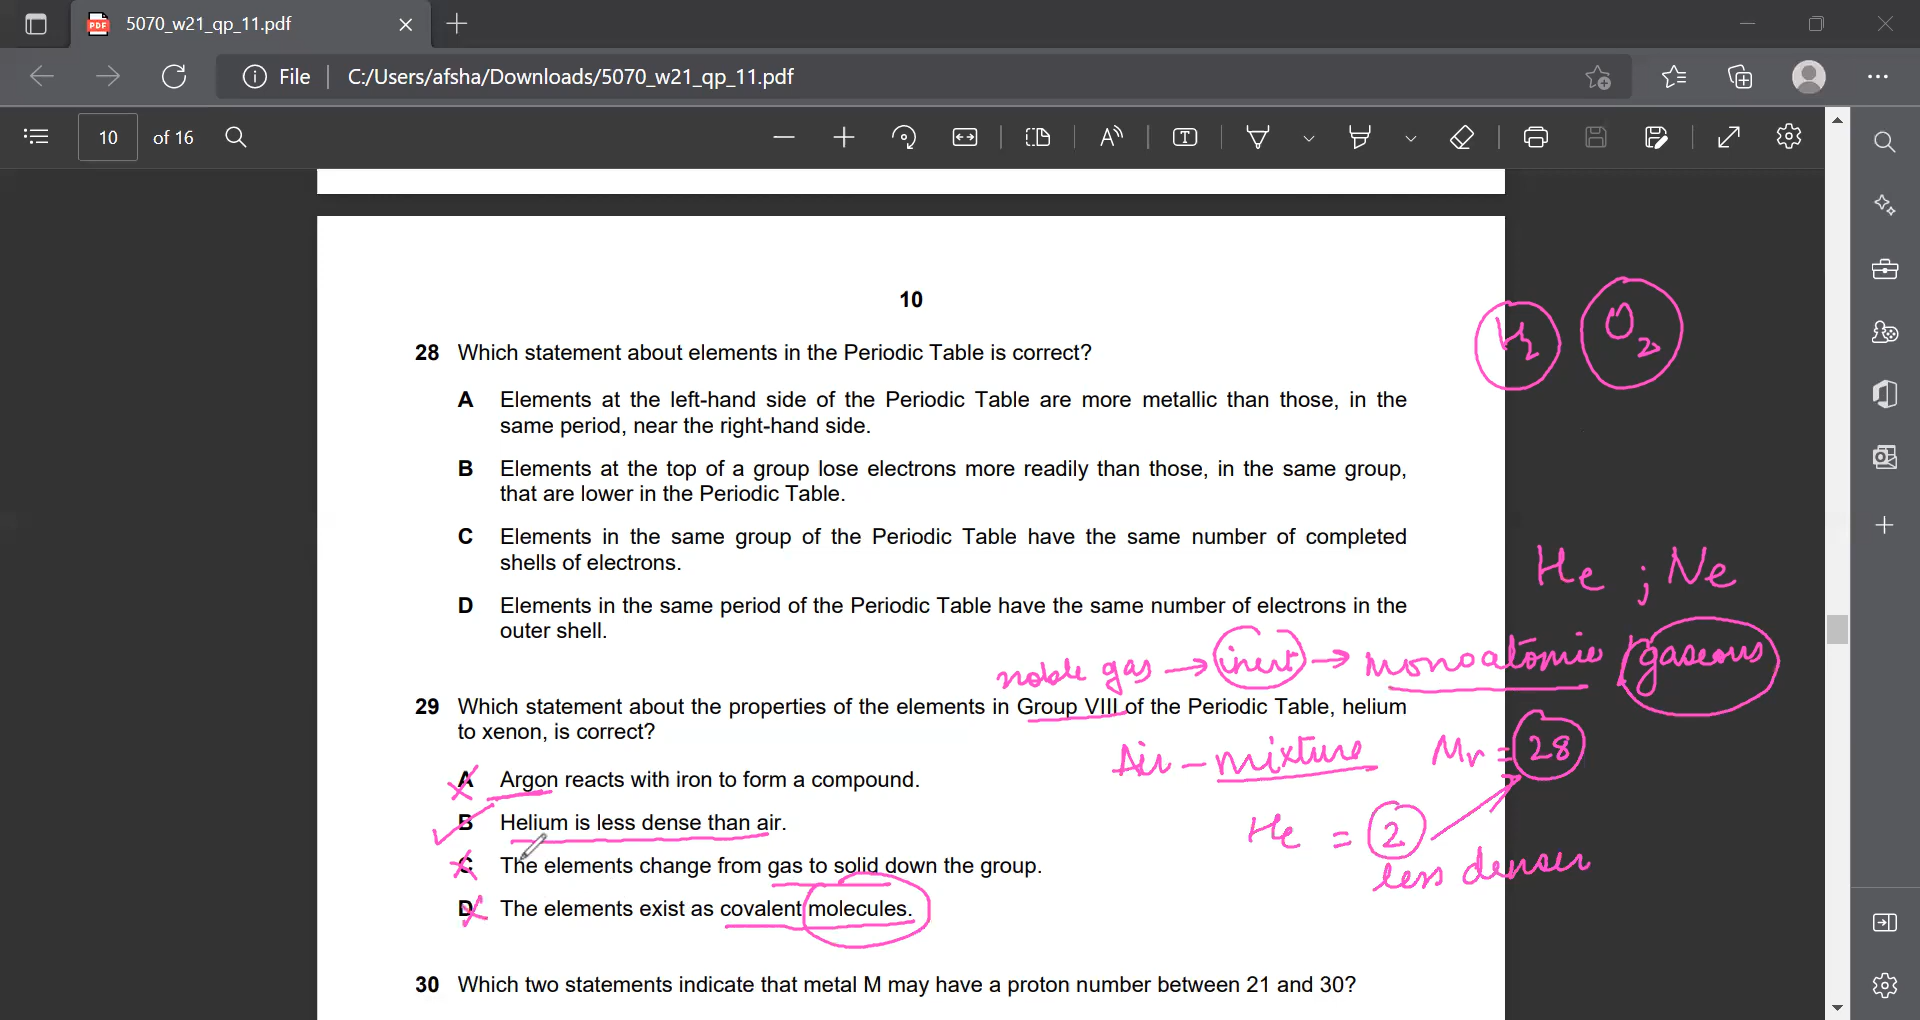 5070_w21_qp_11.pdf
File C:/Users/afsha/Downloads/5070_w21_qp_11.pdf
10 of 16
10
H2 O2
28 Which statement about elements in the Periodic Table is correct?
A Elements at the left-hand side of the Periodic Table are more metallic than those, in the
same period, near the right-hand side.
B Elements at the top of a group lose electrons more readily than those, in the same group,
that are lower in the Periodic Table.
C Elements in the same group of the Periodic Table have the same number of completed
shells of electrons.
He ; Ne
D Elements in the same period of the Periodic Table have the same number of electrons in the
outer shell.
noble gas → inert → monoatomic / gaseous
29 Which statement about the properties of the elements in Group VIII of the Periodic Table, helium
to xenon, is correct?
Air – mixture Mr = 28
A Argon reacts with iron to form a compound.
B Helium is less dense than air.
He = 2
less denser
C The elements change from gas to solid down the group.
D The elements exist as covalent molecules.
30 Which two statements indicate that metal M may have a proton number between 21 and 30?